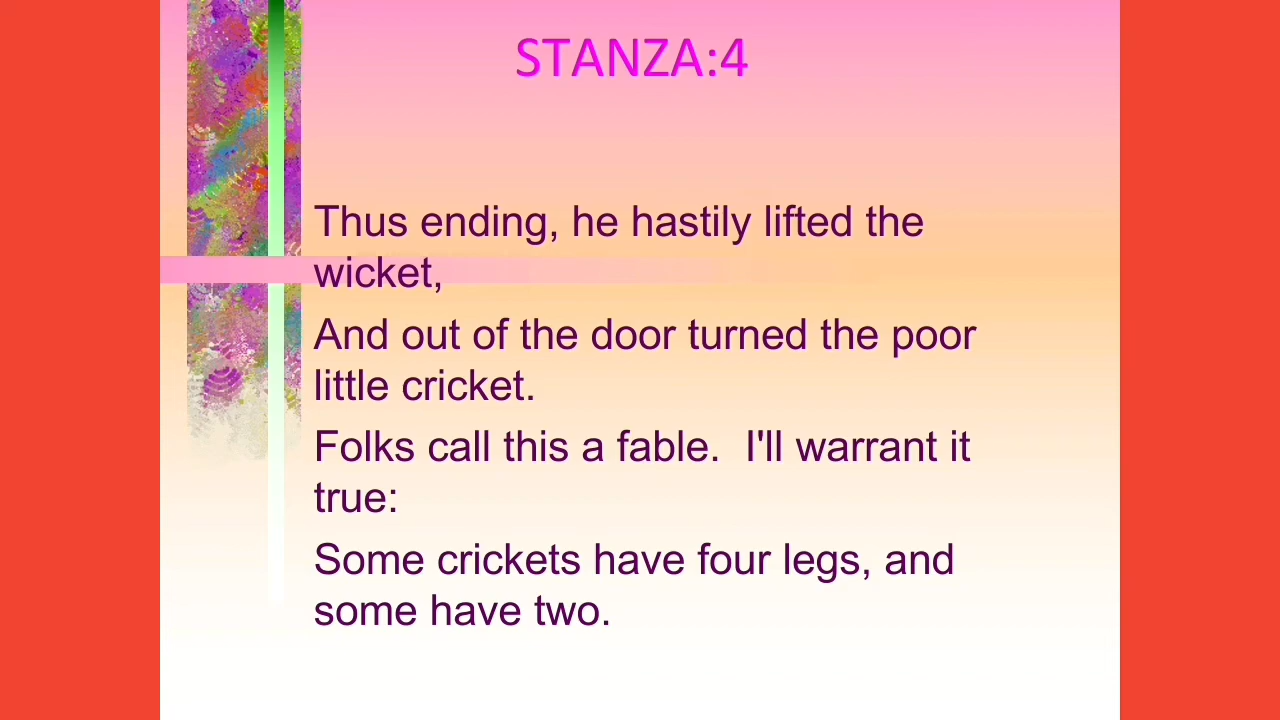 STANZA:4
Thus ending, he hastily lifted the
wicket,
And out of the door turned the poor
little cricket.
Folks call this a fable.  I'll warrant it
true:
Some crickets have four legs, and
some have two.